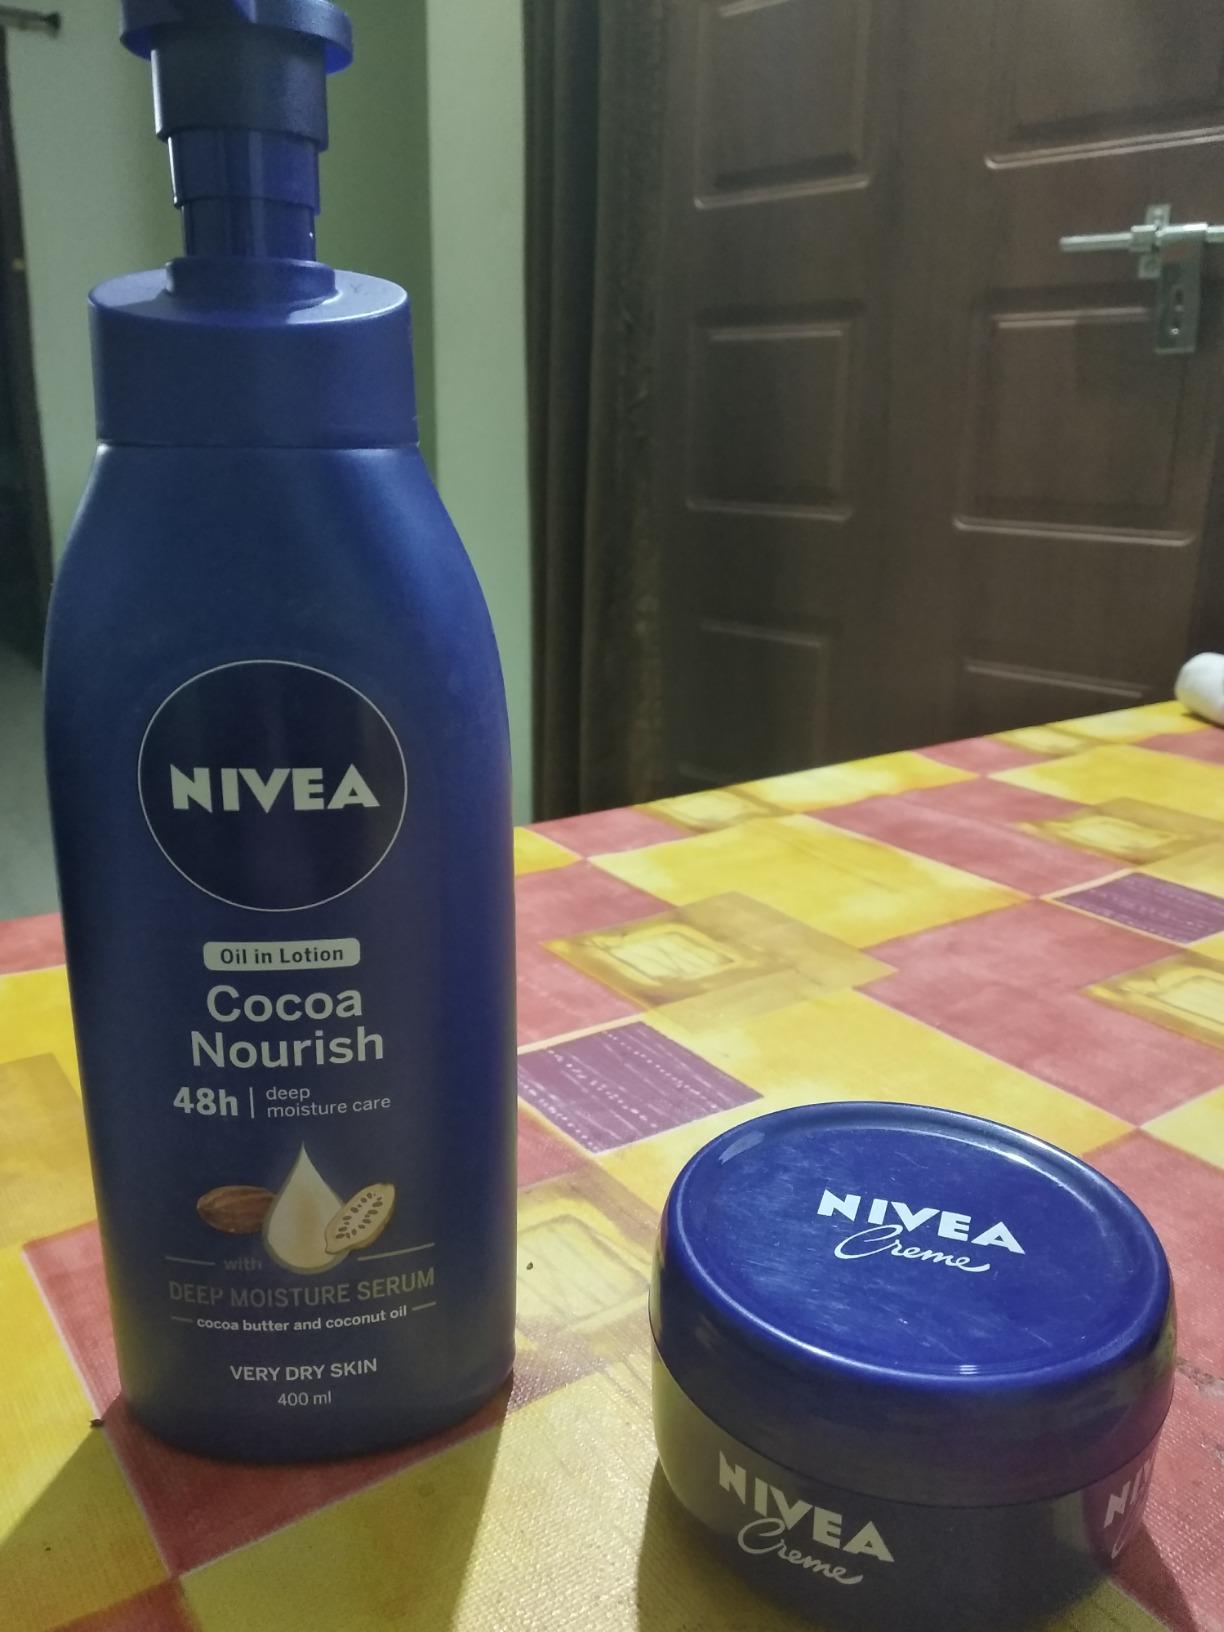 NIVEA
Oil in Lotion
Cocoa
Nourish
48h | deep
moisture care
with
DEEP MOISTURE SERUM
cocoa butter and coconut oil
VERY DRY SKIN
400 ml
NIVEA
Creme
NIVEA
Creme